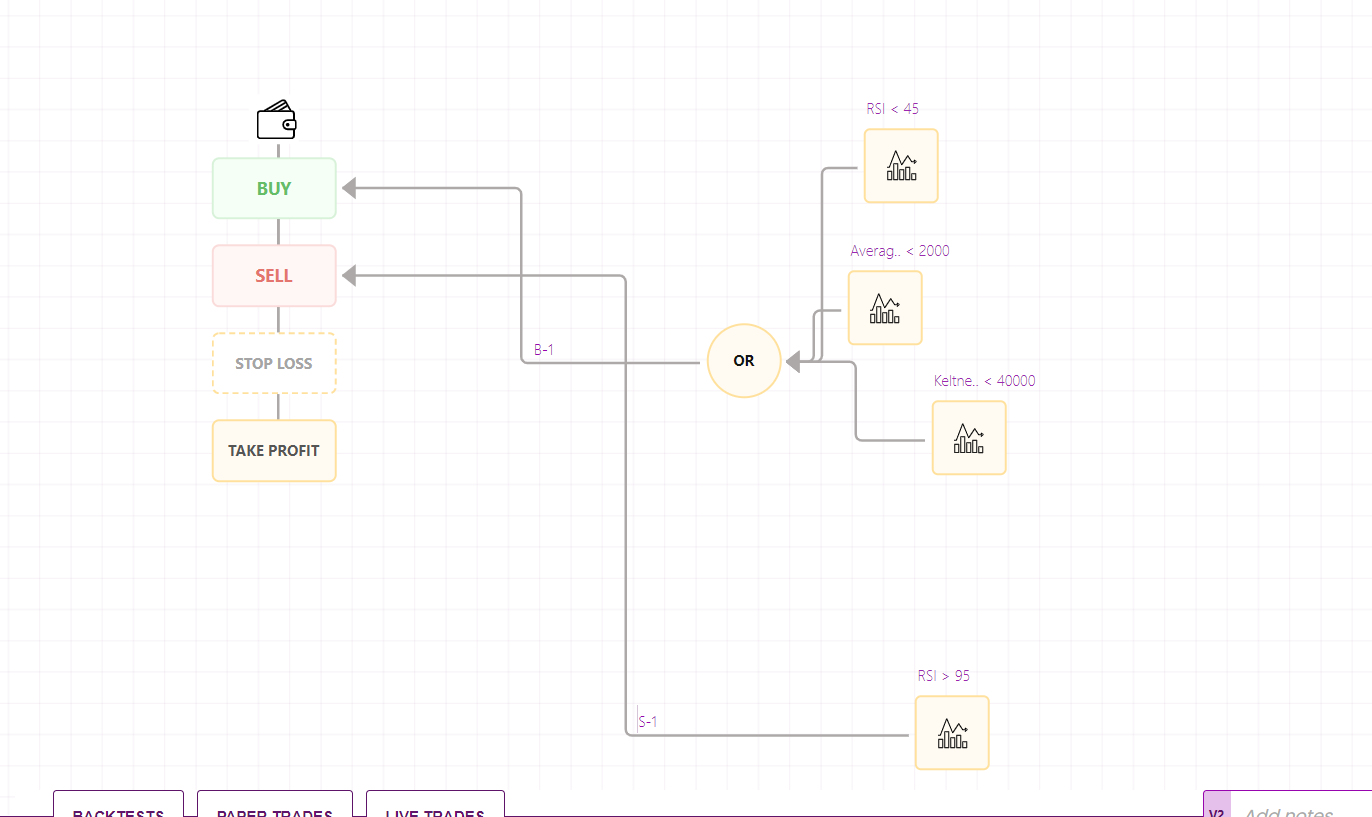 RSI < 45
BUY
Averag.. < 2000
SELL
B-1
OR
STOP LOSS
Keltne.. < 40000
TAKE PROFIT
RSI > 95
S-1
BACKTESTS
PAPER TRADES
LIVE TRADES
V2
Add notes